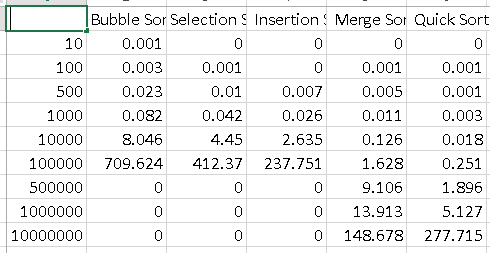 Bubble Sor Selection S Insertion S Merge Sor Quick Sort
10 0.001 0 0 0 0
100 0.003 0.001 0 0.001 0.001
500 0.023 0.01 0.007 0.005 0.001
1000 0.082 0.042 0.026 0.011 0.003
10000 8.046 4.45 2.635 0.126 0.018
100000 709.624 412.37 237.751 1.628 0.251
500000 0 0 0 9.106 1.896
1000000 0 0 0 13.913 5.127
10000000 0 0 0 148.678 277.715